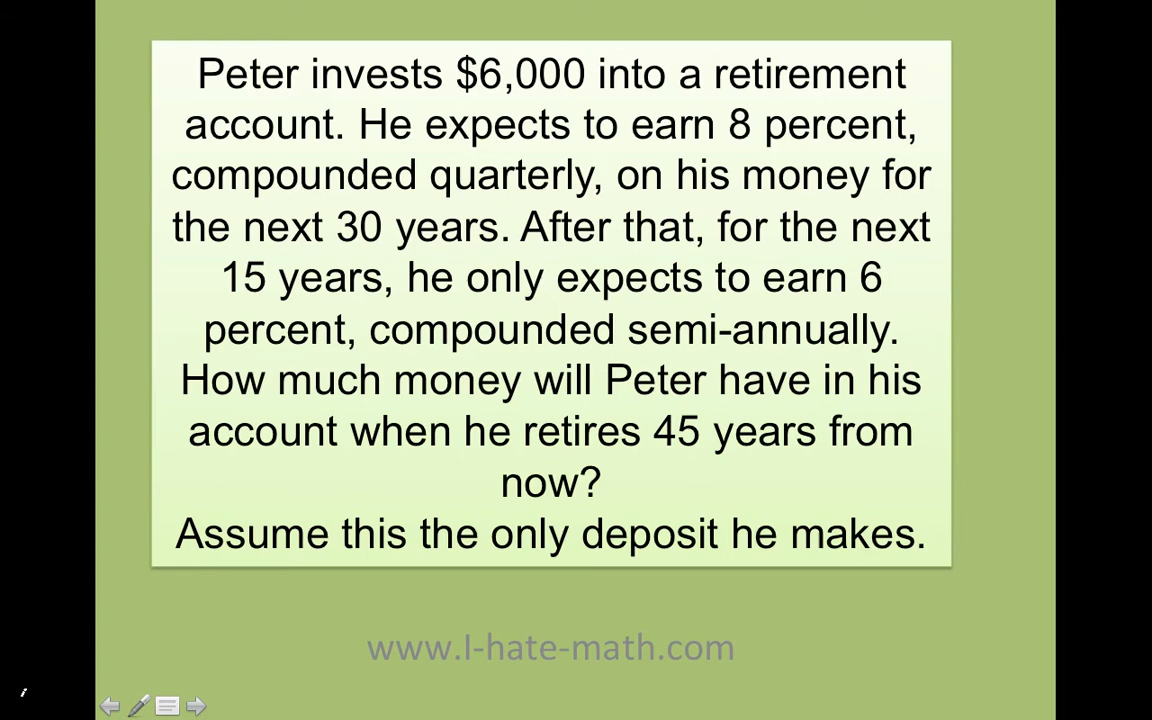 Peter invests $6,000 into a retirement
account. He expects to earn 8 percent,
compounded quarterly, on his money for
the next 30 years. After that, for the next
15 years, he only expects to earn 6
percent, compounded semi-annually.
How much money will Peter have in his
account when he retires 45 years from
now?
Assume this the only deposit he makes.
www.I-hate-math.com